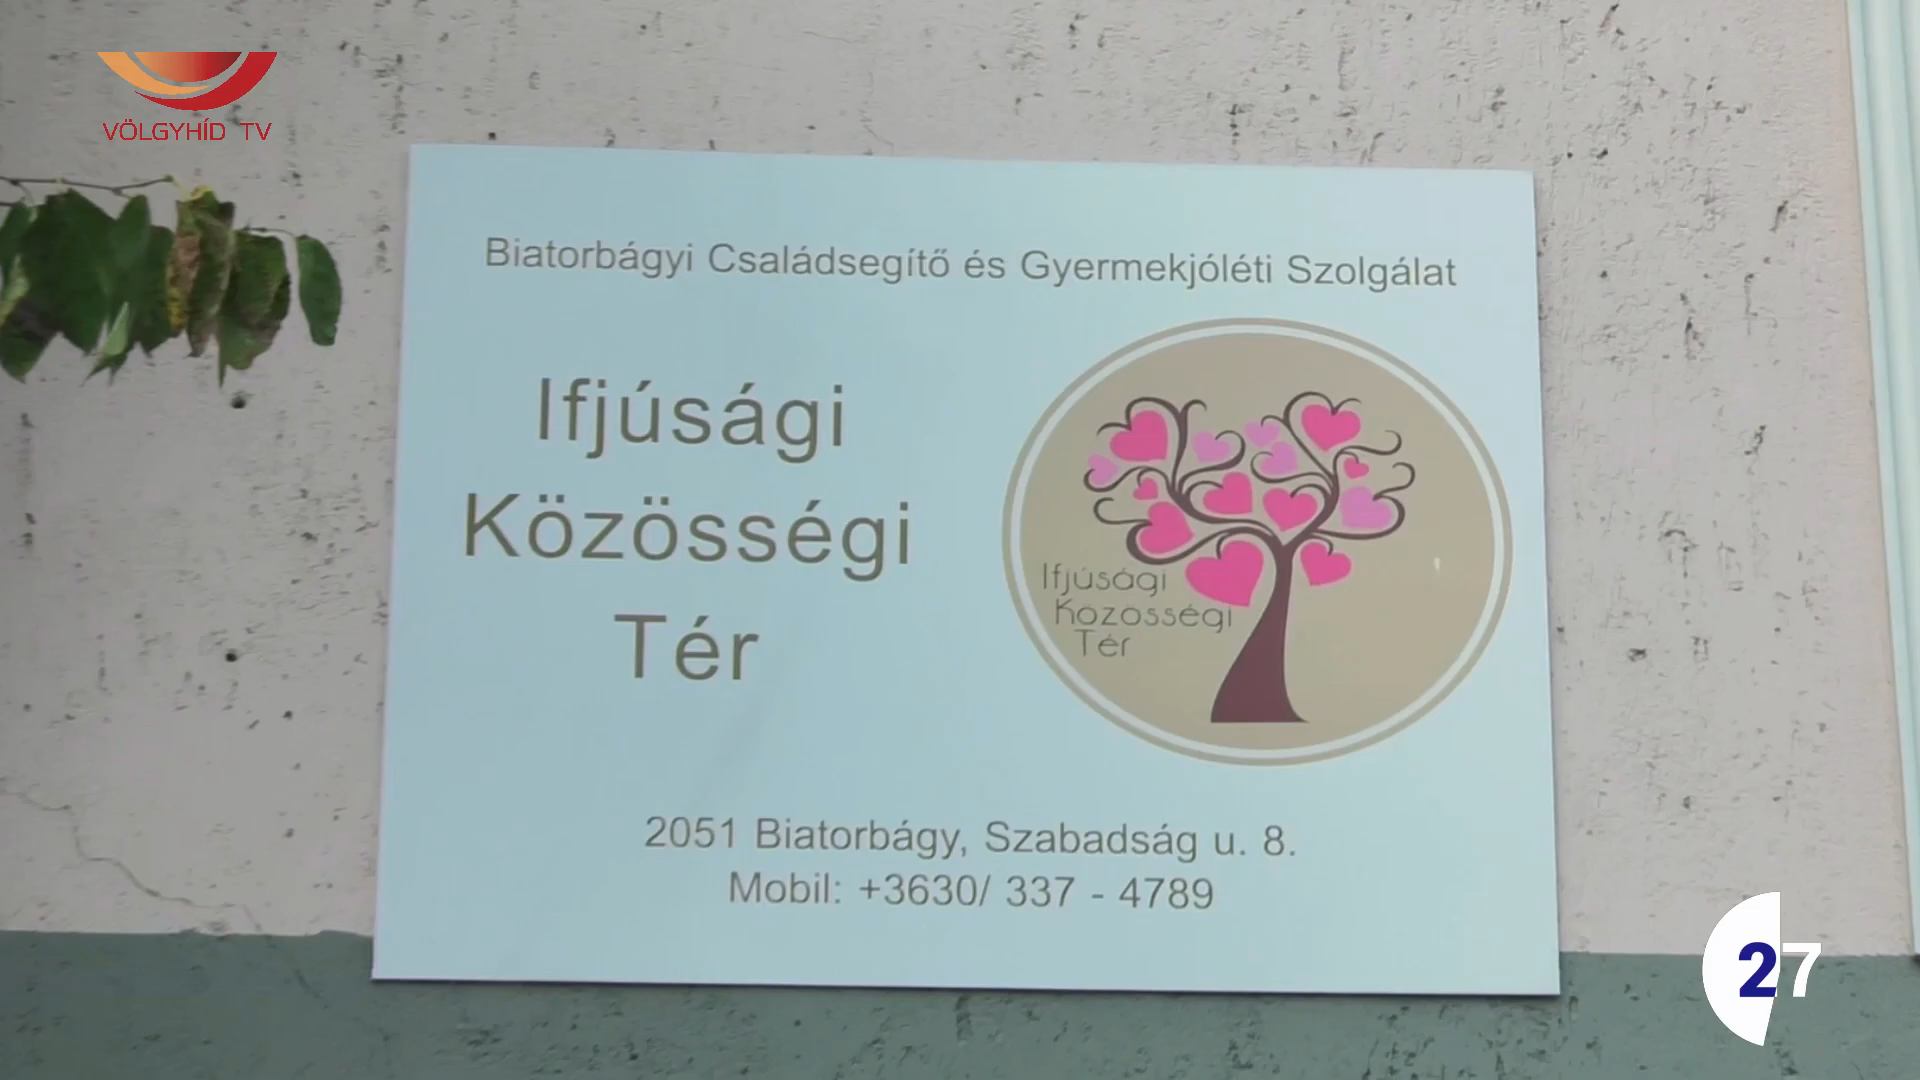 VÖLGYHÍD TV
Biatorbágyi Családsegítő és Gyermekjóléti Szolgálat
Ifjúsági
Közösségi
Tér
Ifjúsági
Közösségi
Tér
2051 Biatorbágy, Szabadság u. 8.
Mobil: +3630/ 337 - 4789
27